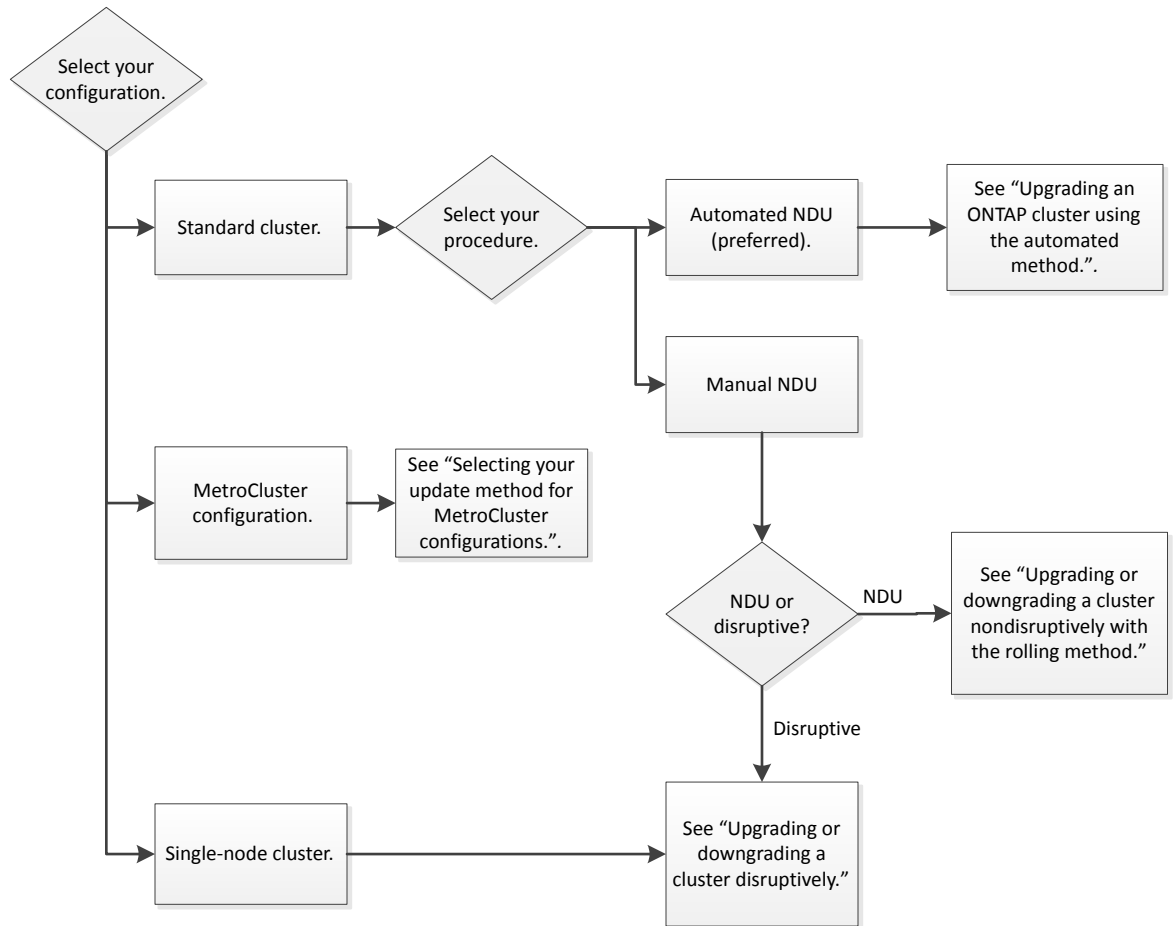 Select your
configuration.
Standard cluster.
Select your
procedure.
Automated NDU
(preferred).
See “Upgrading an
ONTAP cluster using
the automated
method.”.
Manual NDU
MetroCluster
configuration.
See “Selecting your
update method for
MetroCluster
configurations.”.
NDU or
disruptive?
NDU
See “Upgrading or
downgrading a cluster
nondisruptively with
the rolling method.”
Disruptive
Single-node cluster.
See “Upgrading or
downgrading a
cluster disruptively.”